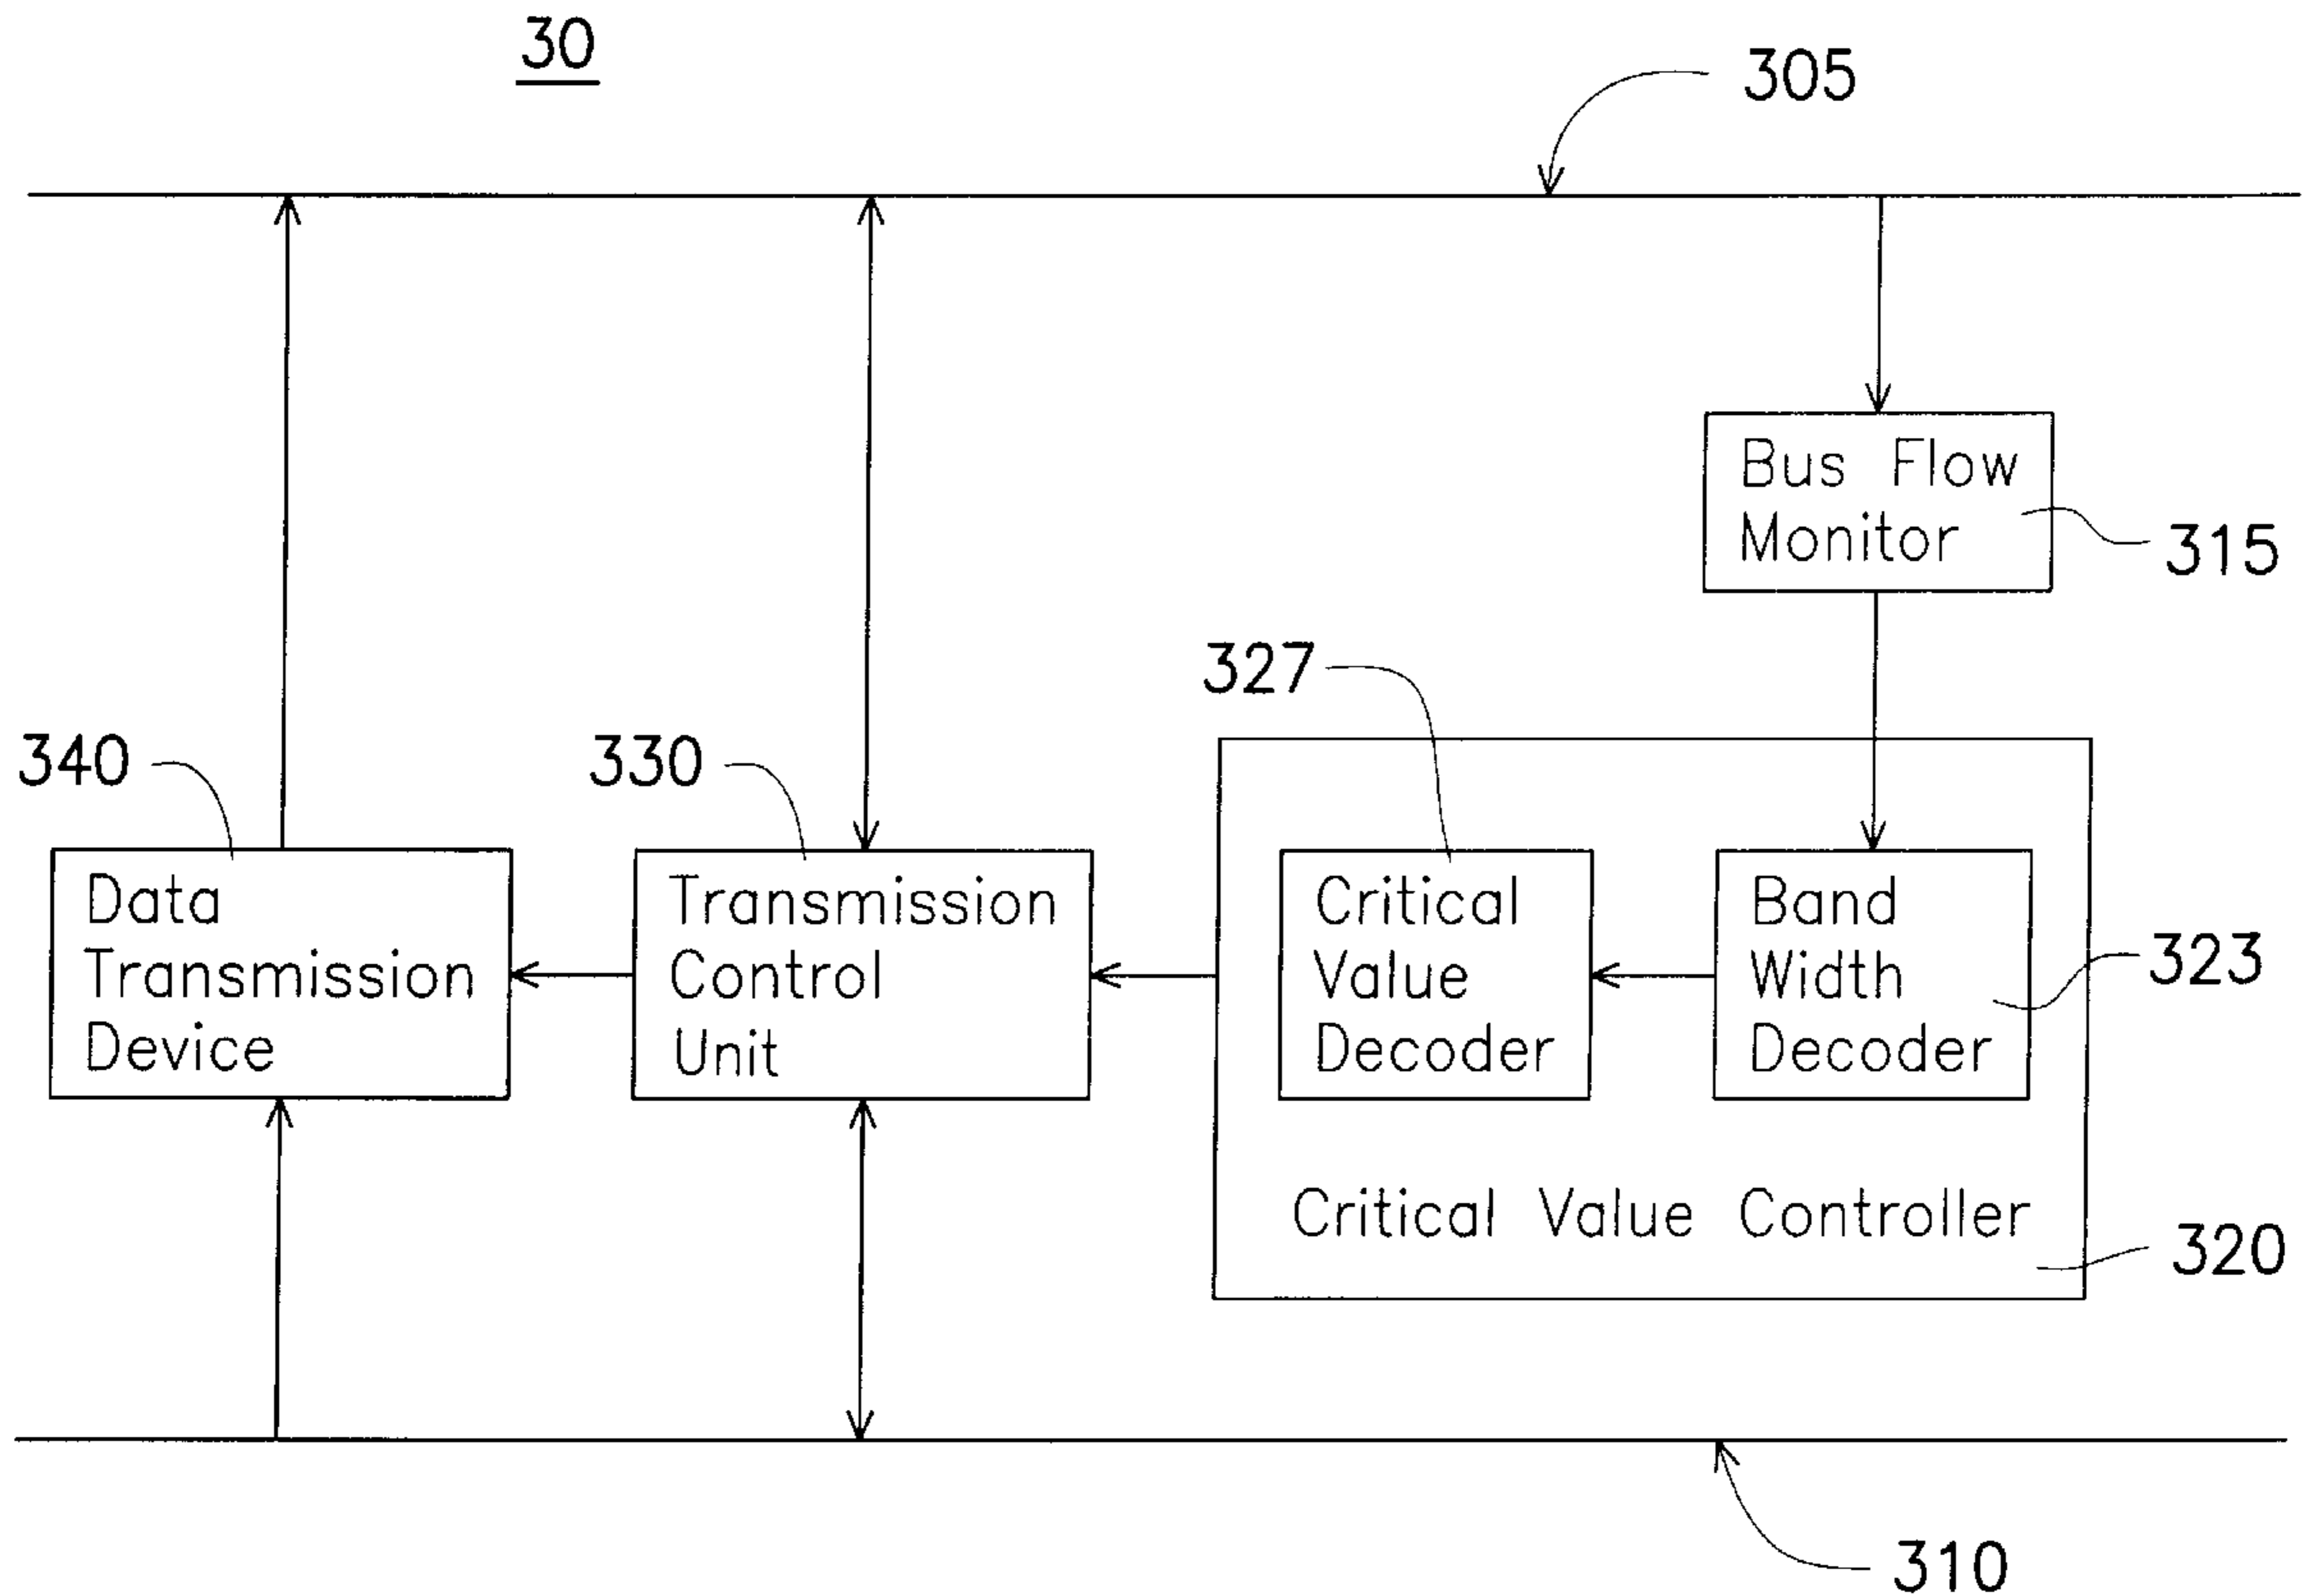 30
305
Bus Flow
Monitor
315
327
340
330
Data
Transmission
Device
Transmission
Control
Unit
Critical
Value
Decoder
Band
Width
Decoder
323
Critical Value Controller
320
310